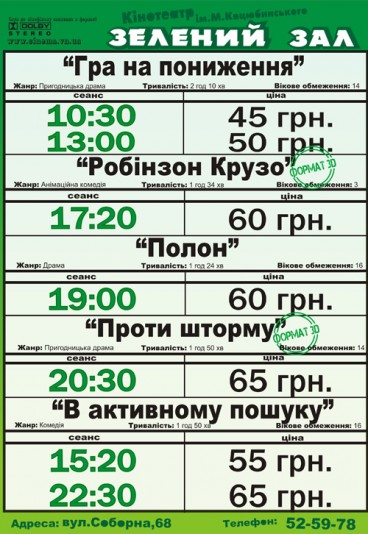 Кінотеатр ім.М.Коцюбинського
DOLBY
STEREO
www.cinema.vn.ua
ЗЕЛЕНИЙ ЗАЛ
“Гра на пониження”
Жанр: Пригодницька драма Тривалість: 2 год 10 хв Вікове обмеження: 14
сеанс ціна
10:30 45 грн.
13:00 50 грн.
“Робінзон Крузо”
ФОРМАТ 3D
Жанр: Анімаційна комедія Тривалість: 1 год 34 хв Вікове обмеження: 3
сеанс ціна
17:20 60 грн.
“Полон”
Жанр: Драма Тривалість: 1 год 24 хв Вікове обмеження: 16
сеанс ціна
19:00 60 грн.
“Проти шторму”
ФОРМАТ 3D
Жанр: Пригодницька драма Тривалість: 1 год 50 хв Вікове обмеження: 14
сеанс ціна
20:30 65 грн.
“В активному пошуку”
Жанр: Комедія Тривалість: 1 год 50 хв Вікове обмеження: 16
сеанс ціна
15:20 55 грн.
22:30 65 грн.
Адреса: вул.Соборна,68 Телефон: 52-59-78